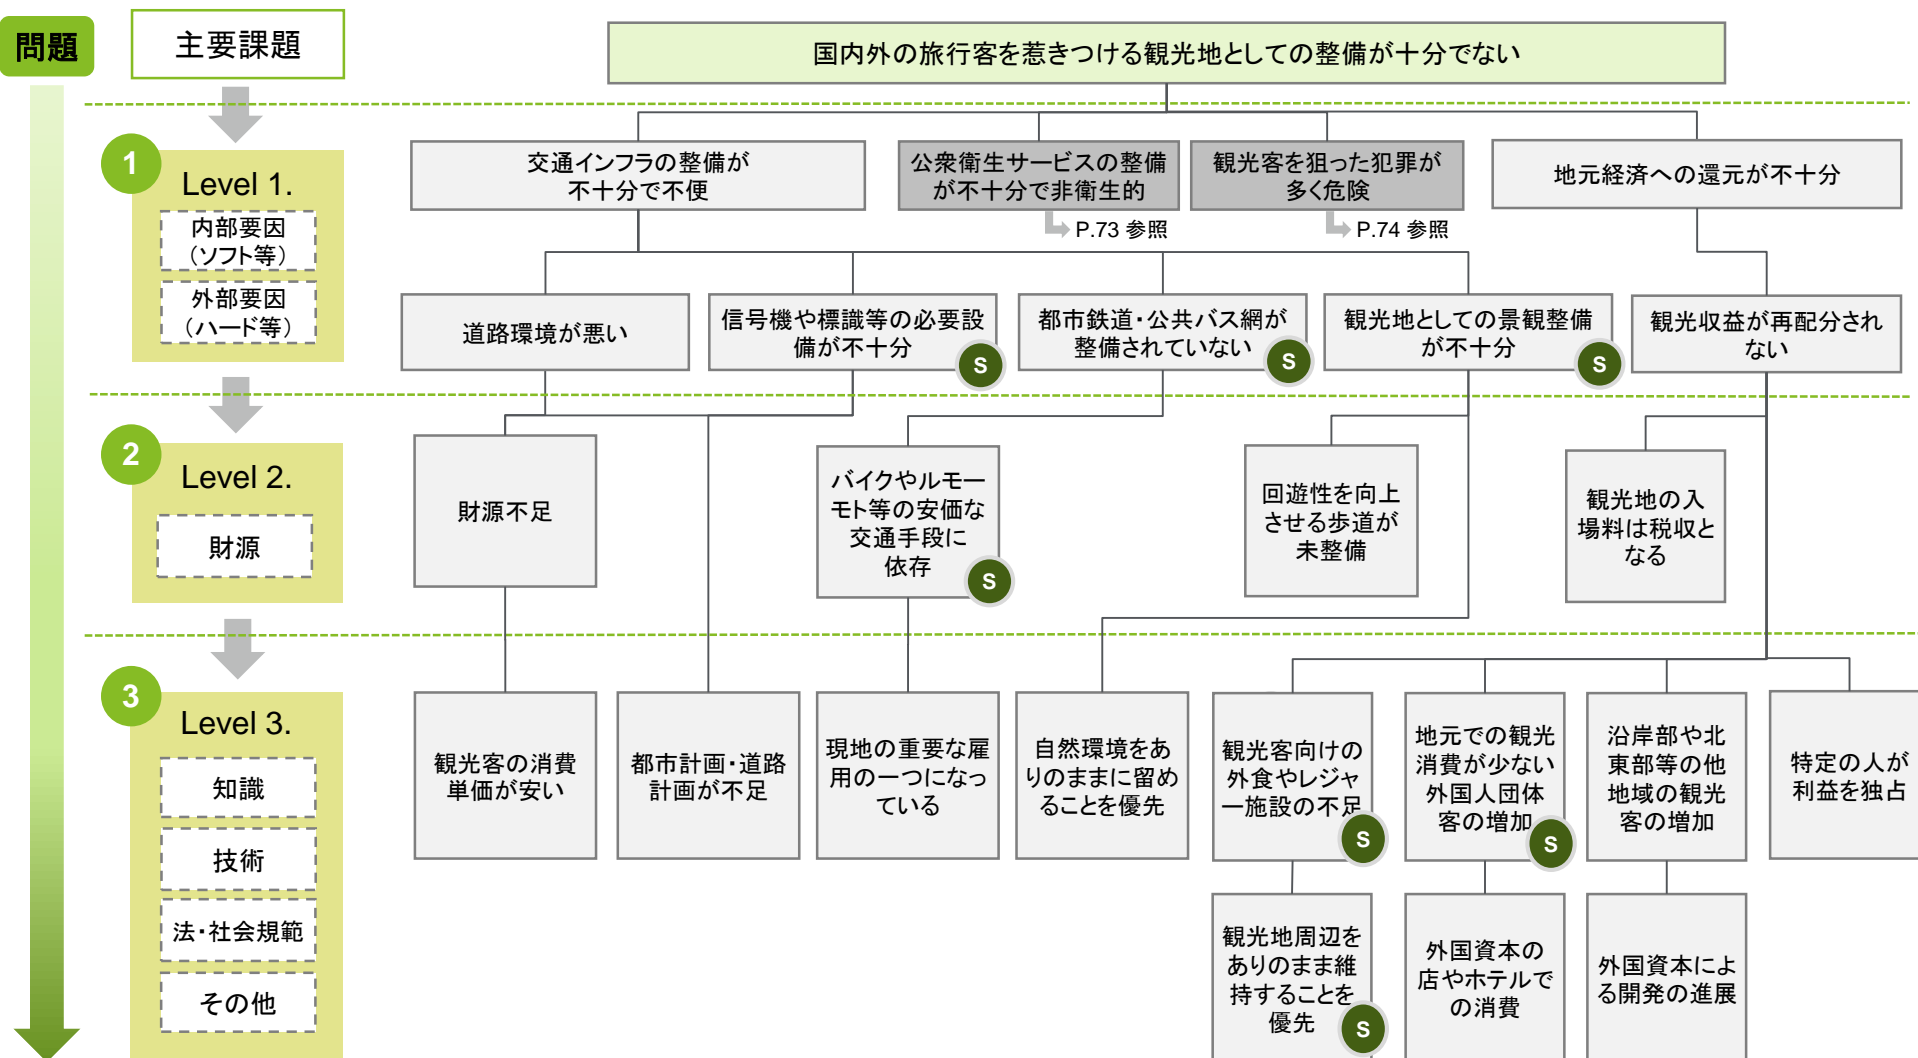 問題
主要課題
国内外の旅行客を惹きつける観光地としての整備が十分でない
1
Level 1.
内部要因
（ソフト等）
外部要因
（ハード等）
交通インフラの整備が
不十分で不便
公衆衛生サービスの整備
が不十分で非衛生的
P.73 参照
観光客を狙った犯罪が
多く危険
P.74 参照
地元経済への還元が不十分
道路環境が悪い
信号機や標識等の必要設
備が不十分
S
都市鉄道・公共バス網が
整備されていない
S
観光地としての景観整備
が不十分
S
観光収益が再配分され
ない
2
Level 2.
財源
財源不足
バイクやルモー
モト等の安価な
交通手段に
依存
S
回遊性を向上
させる歩道が
未整備
観光地の入
場料は税収と
なる
3
Level 3.
知識
技術
法・社会規範
その他
観光客の消費
単価が安い
都市計画・道路
計画が不足
現地の重要な雇
用の一つになっ
ている
自然環境をあ
りのままに留め
ることを優先
観光客向けの
外食やレジャ
ー施設の不足
S
地元での観光
消費が少ない
外国人団体
客の増加
S
沿岸部や北
東部等の他
地域の観光
客の増加
特定の人が
利益を独占
観光地周辺を
ありのまま維
持することを
優先
S
外国資本の
店やホテルで
の消費
外国資本によ
る開発の進展